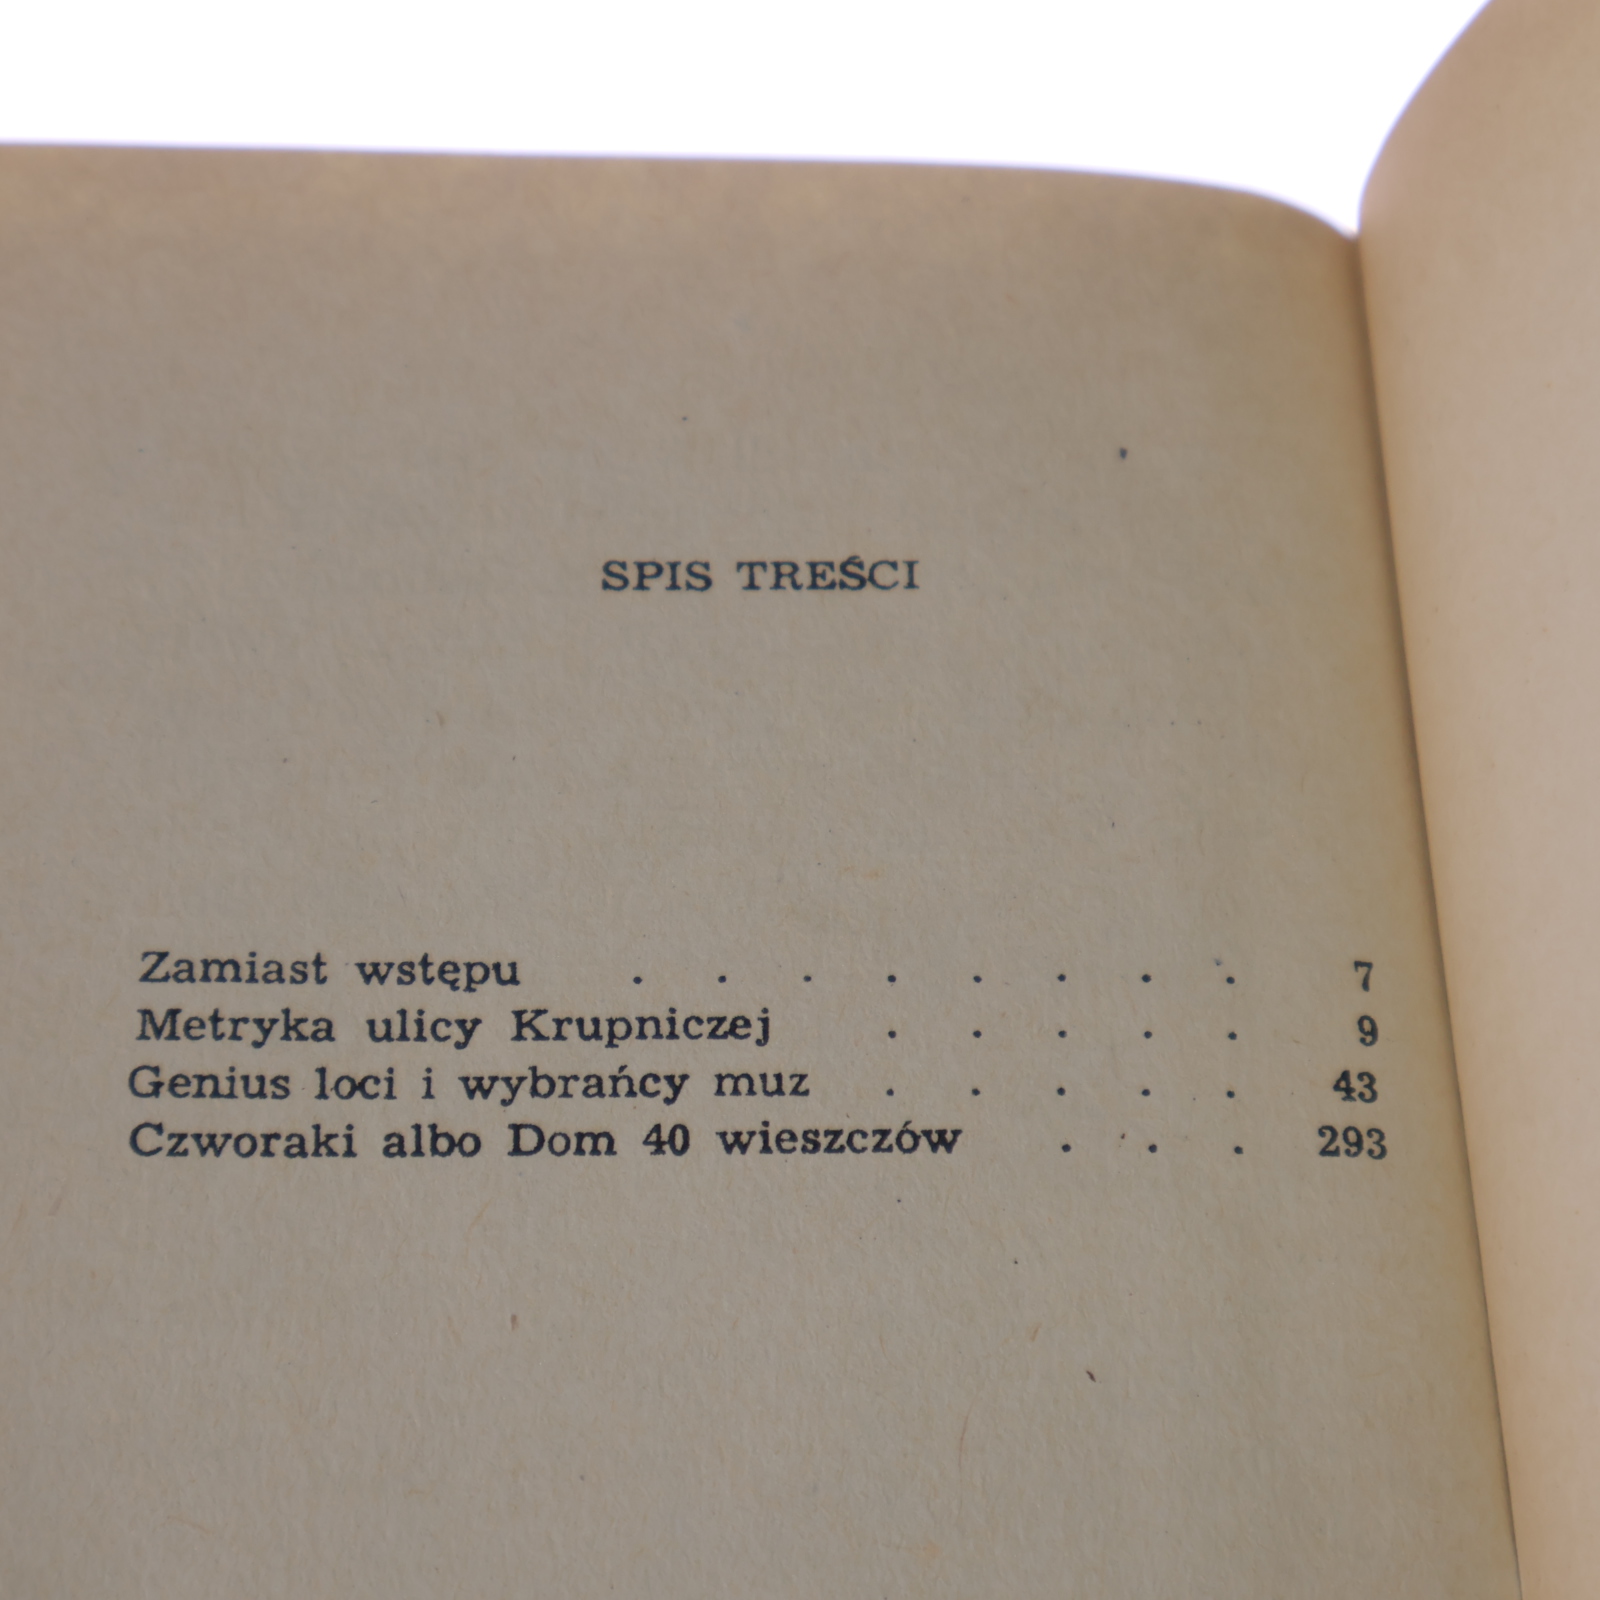 SPIS TREŚCI
Zamiast wstępu . . . . . . . . 7
Metryka ulicy Krupniczej . . . . . 9
Genius loci i wybrańcy muz . . . . . 43
Czworaki albo Dom 40 wieszczów . . . 293